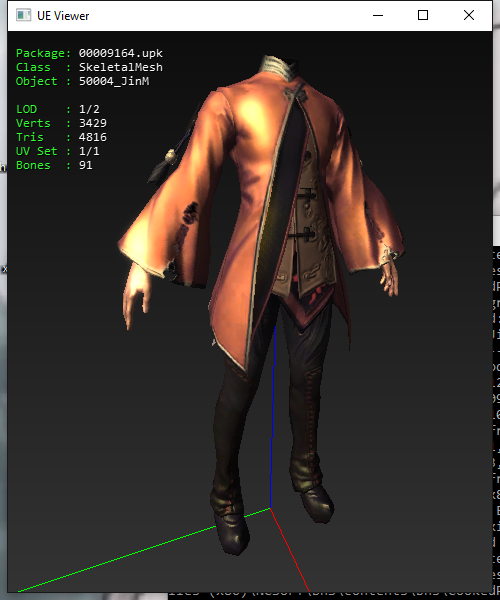 UE Viewer
Package: 00009164.upk
Class : SkeletalMesh
Object : 50004_JinM
LOD : 1/2
Verts : 3429
Tris : 4816
UV Set : 1/1
Bones : 91